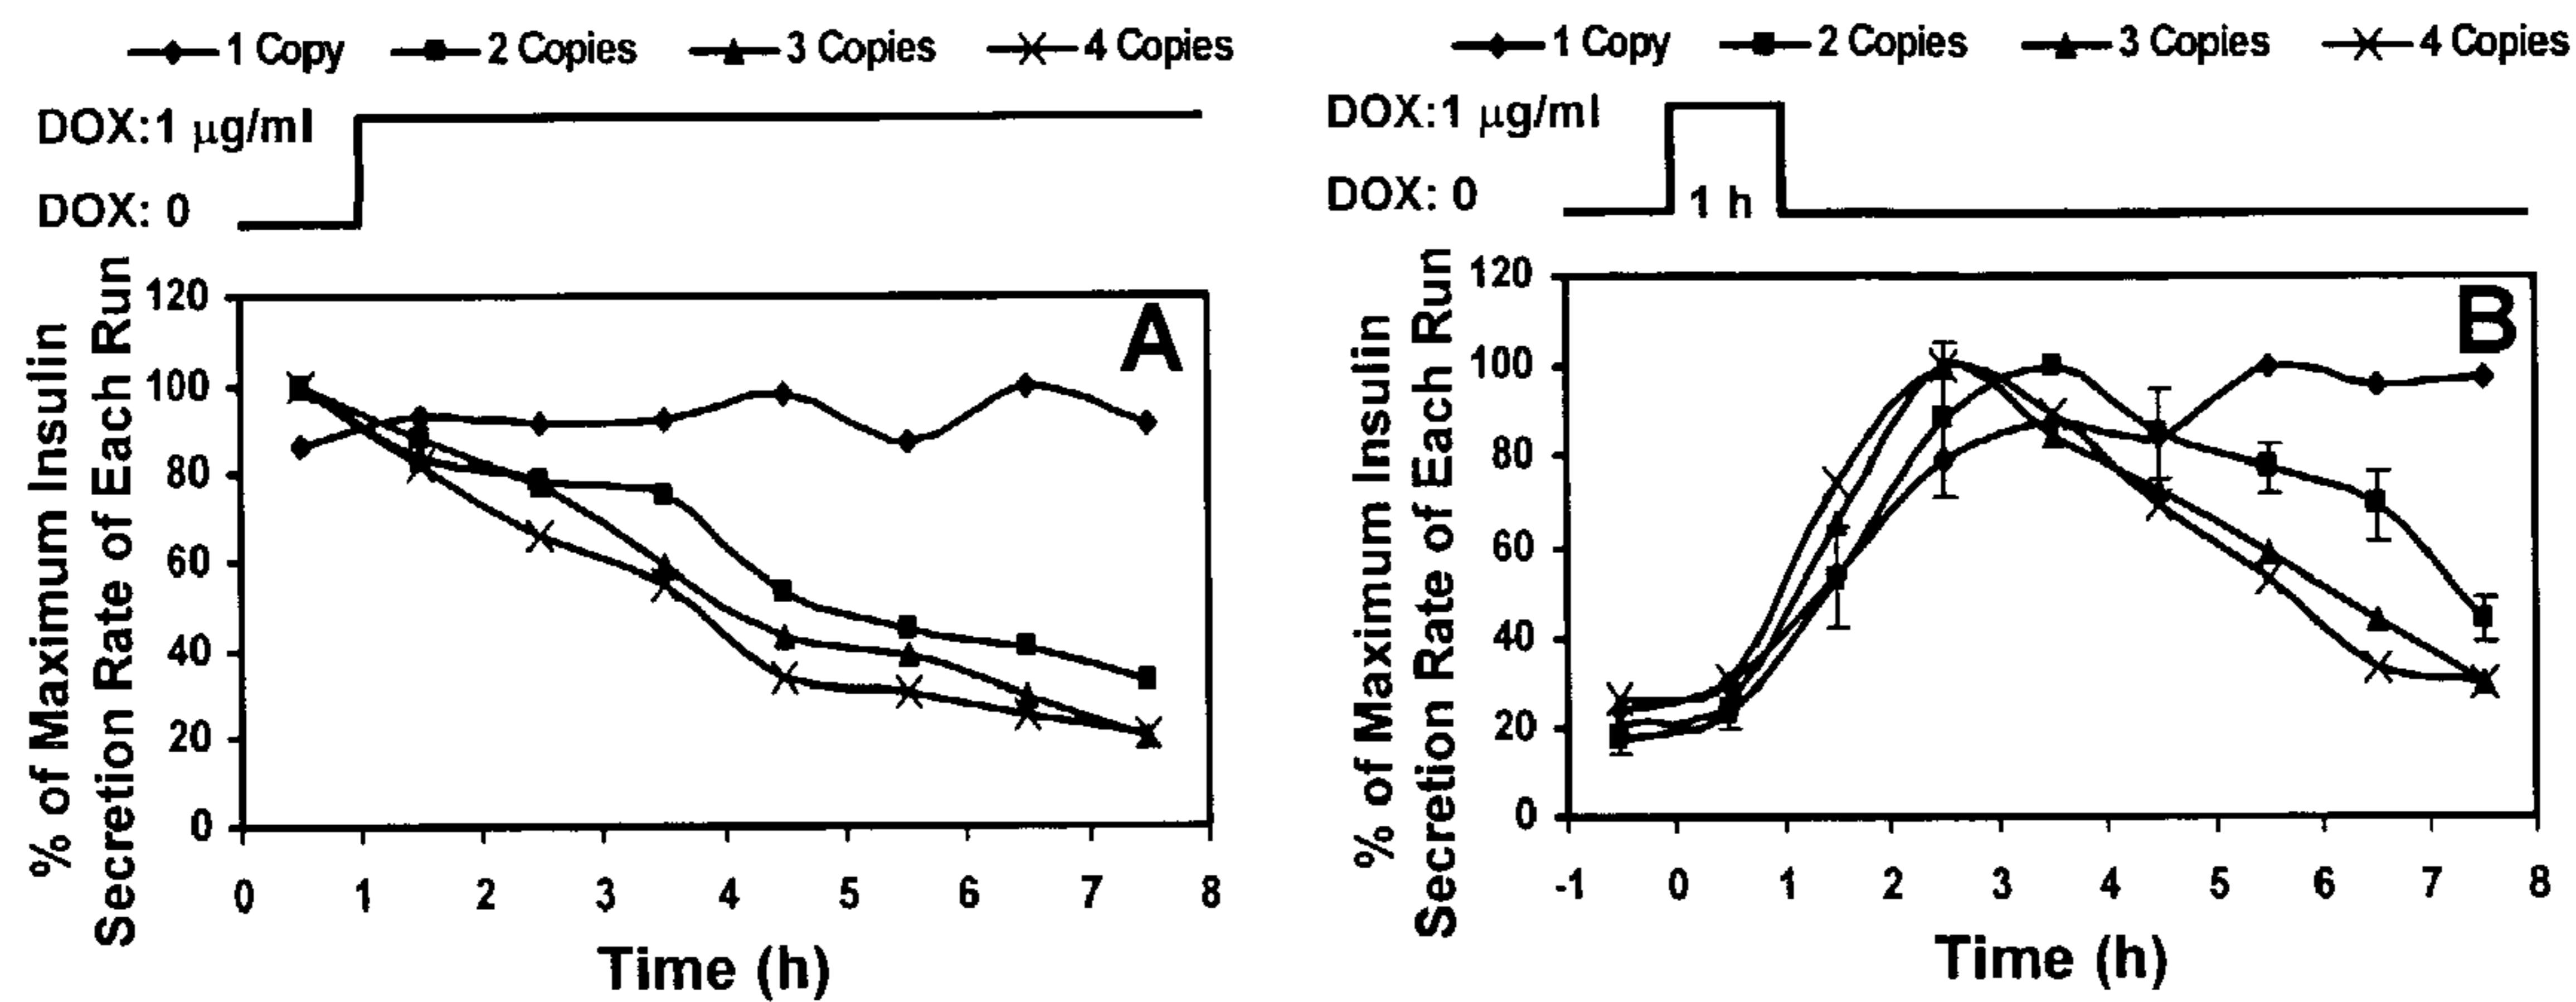 1 Copy 2 Copies 3 Copies 4 Copies
DOX:1 μg/ml
DOX: 0
A
% of Maximum Insulin
Secretion Rate of Each Run
120
100
80
60
40
20
0
0 1 2 3 4 5 6 7 8
Time (h)
1 Copy 2 Copies 3 Copies 4 Copies
DOX:1 μg/ml
DOX: 0
1 h
B
% of Maximum Insulin
Secretion Rate of Each Run
120
100
80
60
40
20
0
-1 0 1 2 3 4 5 6 7 8
Time (h)